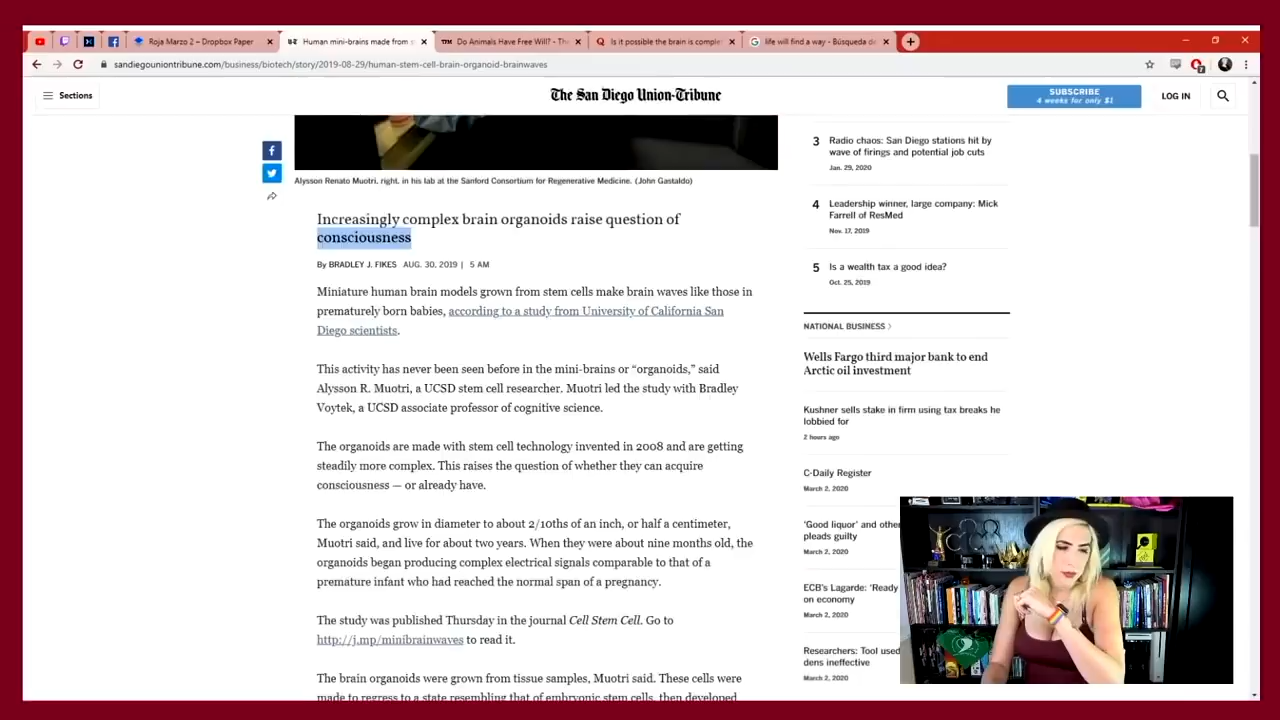 Roja Marzo 2 – Dropbox Paper
Human mini-brains made from
Do Animals Have Free Will? - Th
Is it possible the brain is comple
life will find a way - Búsqueda de
sandiegouniontribune.com/business/biotech/story/2019-08-29/human-stem-cell-brain-organoid-brainwaves
Sections
The San Diego Union-Tribune
SUBSCRIBE
4 weeks for only $1
LOG IN
Alysson Renato Muotri, right, in his lab at the Sanford Consortium for Regenerative Medicine. (John Gastaldo)
Increasingly complex brain organoids raise question of
consciousness
By BRADLEY J. FIKES AUG. 30, 2019 | 5 AM
Miniature human brain models grown from stem cells make brain waves like those in
prematurely born babies, according to a study from University of California San
Diego scientists.
This activity has never been seen before in the mini-brains or “organoids,” said
Alysson R. Muotri, a UCSD stem cell researcher. Muotri led the study with Bradley
Voytek, a UCSD associate professor of cognitive science.
The organoids are made with stem cell technology invented in 2008 and are getting
steadily more complex. This raises the question of whether they can acquire
consciousness — or already have.
The organoids grow in diameter to about 2/10ths of an inch, or half a centimeter,
Muotri said, and live for about two years. When they were about nine months old, the
organoids began producing complex electrical signals comparable to that of a
premature infant who had reached the normal span of a pregnancy.
The study was published Thursday in the journal Cell Stem Cell. Go to
http://j.mp/minibrainwaves to read it.
The brain organoids were grown from tissue samples, Muotri said. These cells were
made to regress to a state resembling that of embryonic stem cells, then developed
3 Radio chaos: San Diego stations hit by
wave of firings and potential job cuts
Jan. 29, 2020
4 Leadership winner, large company: Mick
Farrell of ResMed
Nov. 17, 2019
5 Is a wealth tax a good idea?
Oct. 25, 2019
NATIONAL BUSINESS
Wells Fargo third major bank to end
Arctic oil investment
Kushner sells stake in firm using tax breaks he
lobbied for
2 hours ago
C-Daily Register
March 2, 2020
‘Good liquor’ and othe
pleads guilty
March 2, 2020
ECB’s Lagarde: ‘Ready
on economy
March 2, 2020
Researchers: Tool used
dens ineffective
March 2, 2020